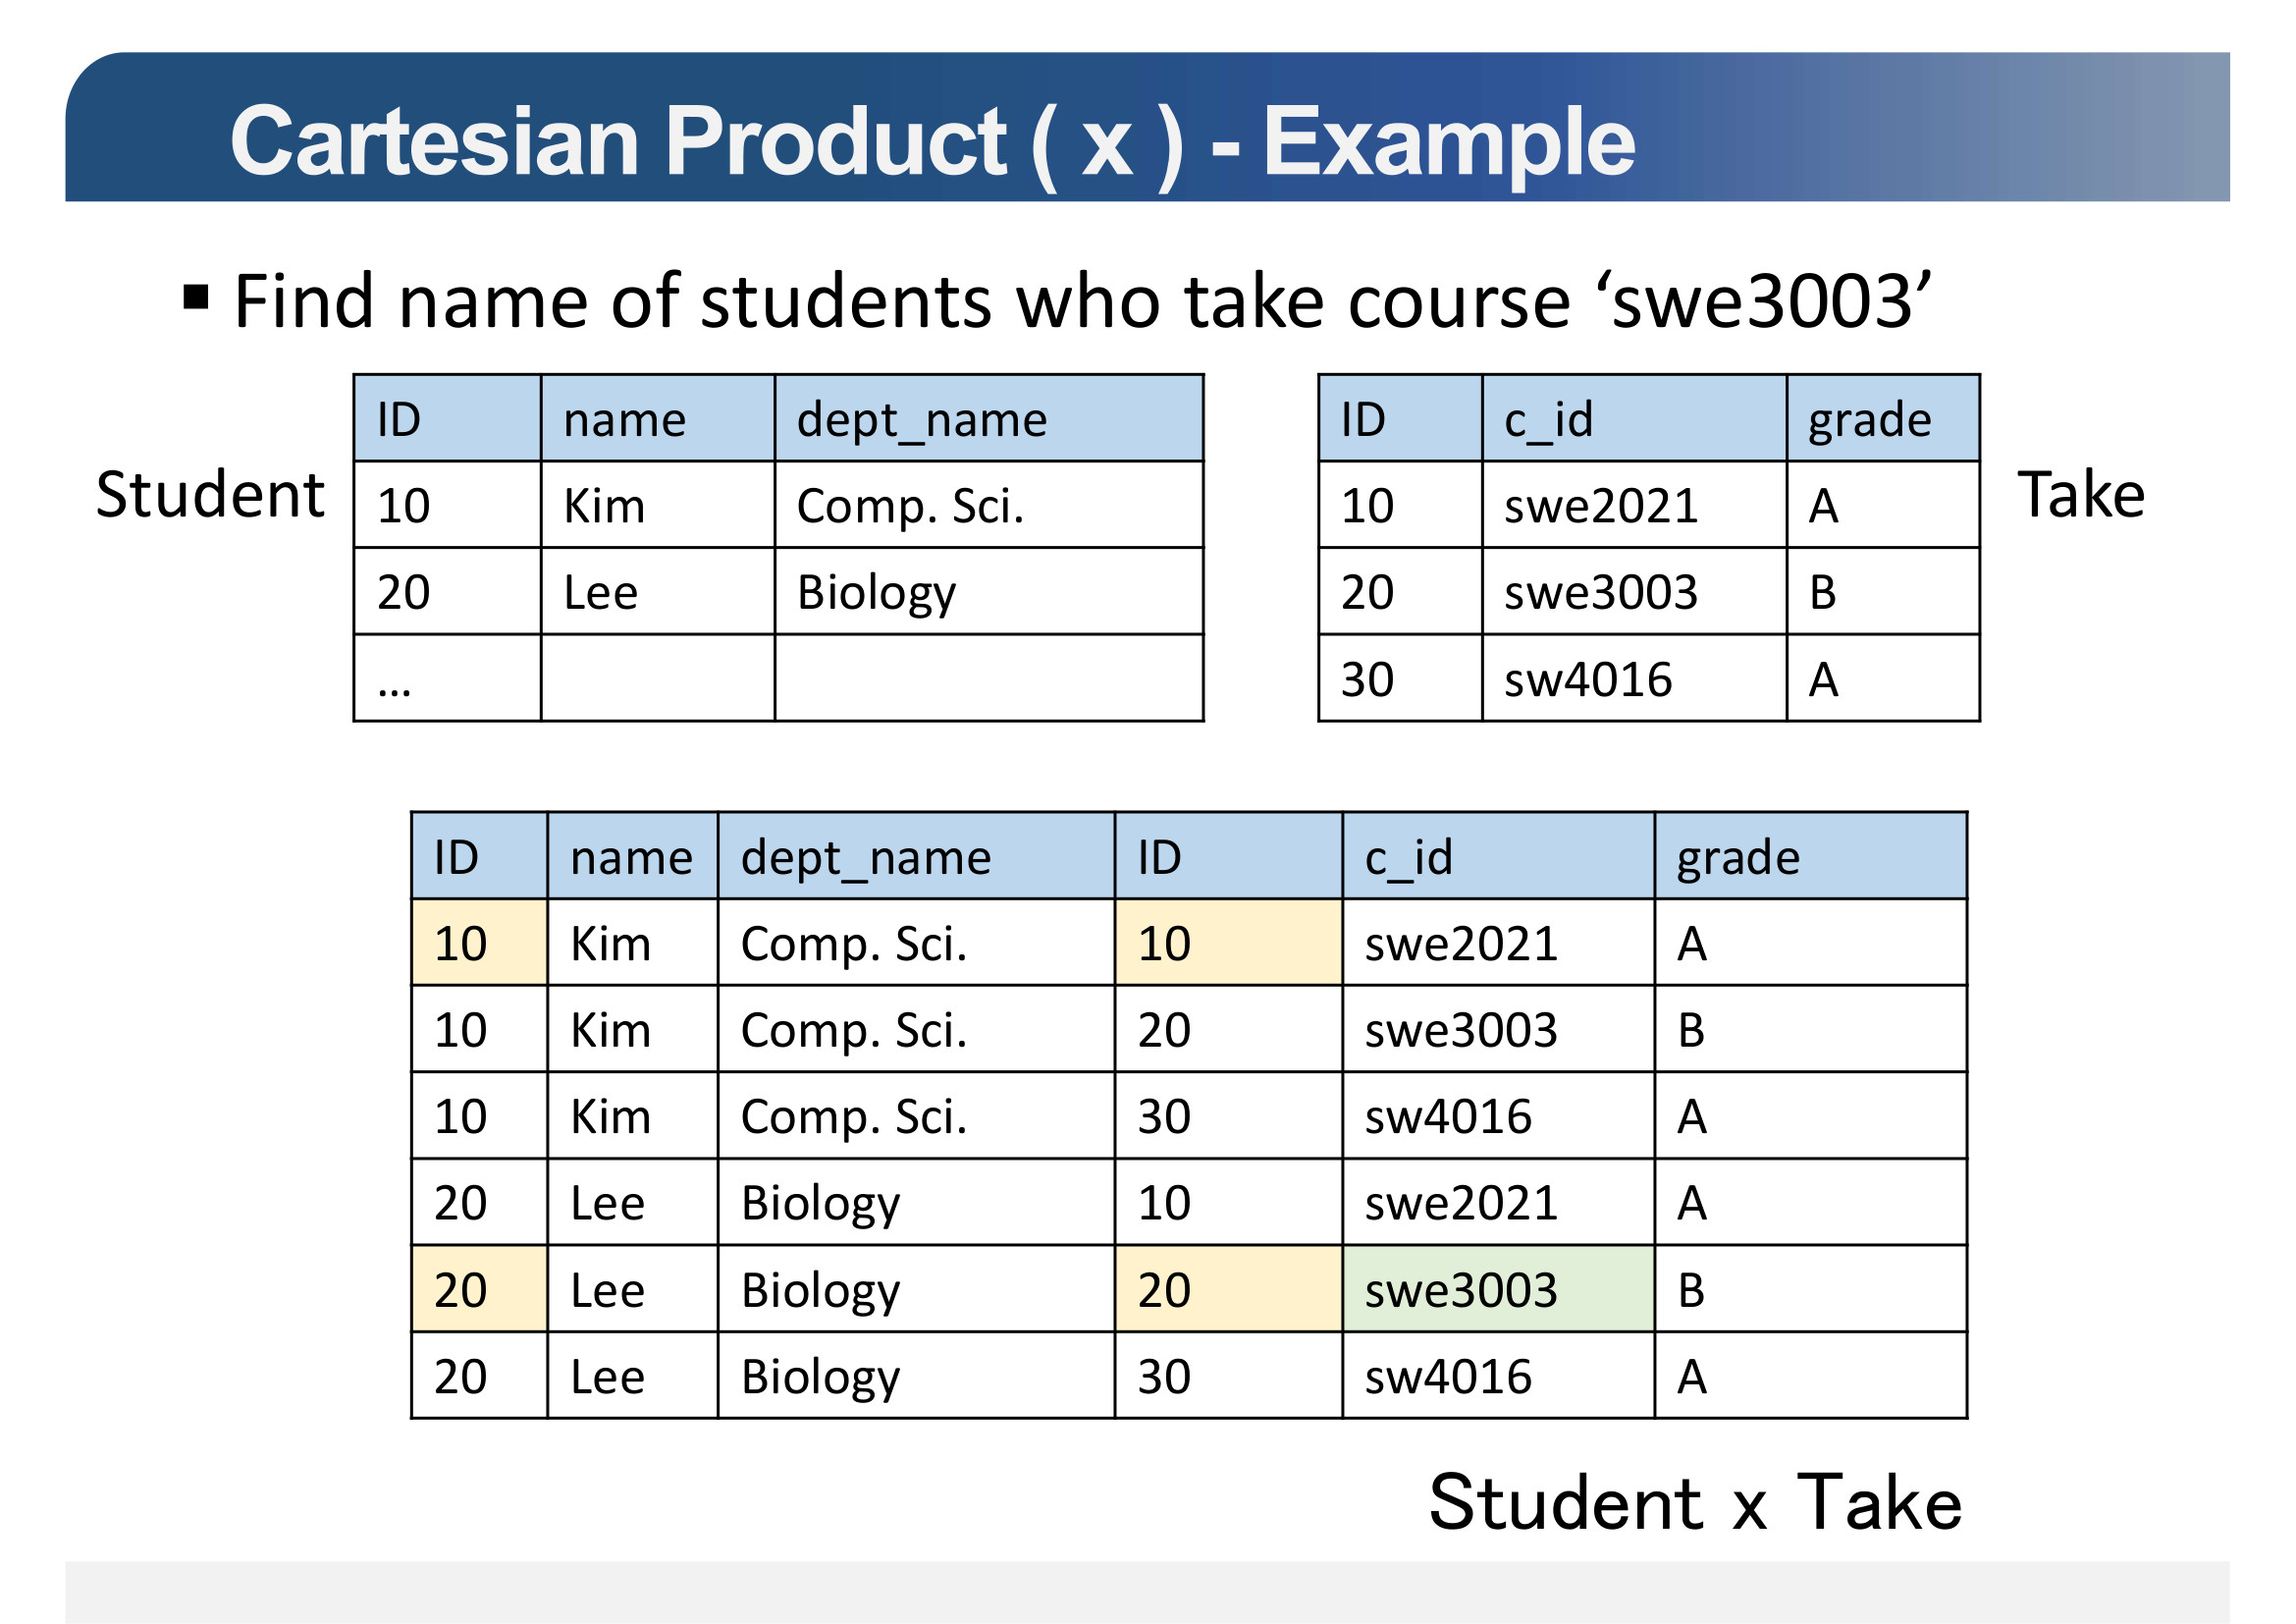 Cartesian Product ( x ) - Example
▪ Find name of students who take course ‘swe3003’
Student
ID name dept_name
10 Kim Comp. Sci.
20 Lee Biology
...
Take
ID c_id grade
10 swe2021 A
20 swe3003 B
30 sw4016 A
ID name dept_name ID c_id grade
10 Kim Comp. Sci. 10 swe2021 A
10 Kim Comp. Sci. 20 swe3003 B
10 Kim Comp. Sci. 30 sw4016 A
20 Lee Biology 10 swe2021 A
20 Lee Biology 20 swe3003 B
20 Lee Biology 30 sw4016 A
Student x Take